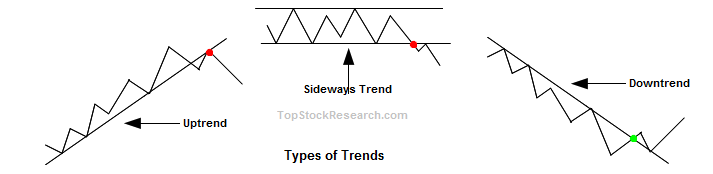 Sideways Trend
Downtrend
TopStockResearch.com
Uptrend
Types of Trends